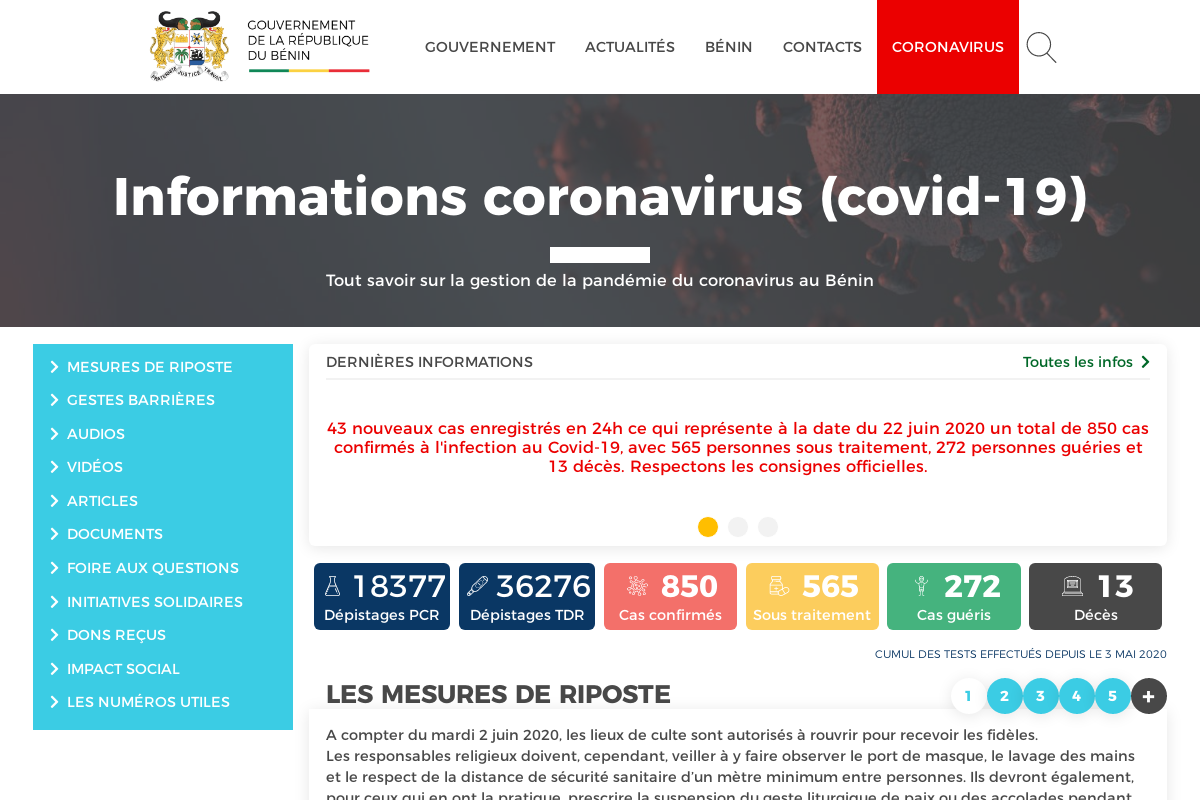 GOUVERNEMENT
DE LA RÉPUBLIQUE
DU BÉNIN
FRATERNITE JUSTICE TRAVAIL
GOUVERNEMENT
ACTUALITÉS
BÉNIN
CONTACTS
CORONAVIRUS
Informations coronavirus (covid-19)
Tout savoir sur la gestion de la pandémie du coronavirus au Bénin
MESURES DE RIPOSTE
GESTES BARRIÈRES
AUDIOS
VIDÉOS
ARTICLES
DOCUMENTS
FOIRE AUX QUESTIONS
INITIATIVES SOLIDAIRES
DONS REÇUS
IMPACT SOCIAL
LES NUMÉROS UTILES
DERNIÈRES INFORMATIONS
Toutes les infos
43 nouveaux cas enregistrés en 24h ce qui représente à la date du 22 juin 2020 un total de 850 cas
confirmés à l'infection au Covid-19, avec 565 personnes sous traitement, 272 personnes guéries et
13 décès. Respectons les consignes officielles.
18377
Dépistages PCR
36276
Dépistages TDR
850
Cas confirmés
565
Sous traitement
272
Cas guéris
13
Décès
CUMUL DES TESTS EFFECTUÉS DEPUIS LE 3 MAI 2020
LES MESURES DE RIPOSTE
1 2 3 4 5 +
A compter du mardi 2 juin 2020, les lieux de culte sont autorisés à rouvrir pour recevoir les fidèles.
Les responsables religieux doivent, cependant, veiller à y faire observer le port de masque, le lavage des mains
et le respect de la distance de sécurité sanitaire d'un mètre minimum entre personnes. Ils devront également,
pour ceux qui en ont la pratique, prescrire la suspension du geste liturgique de paix ou des accolades pendant